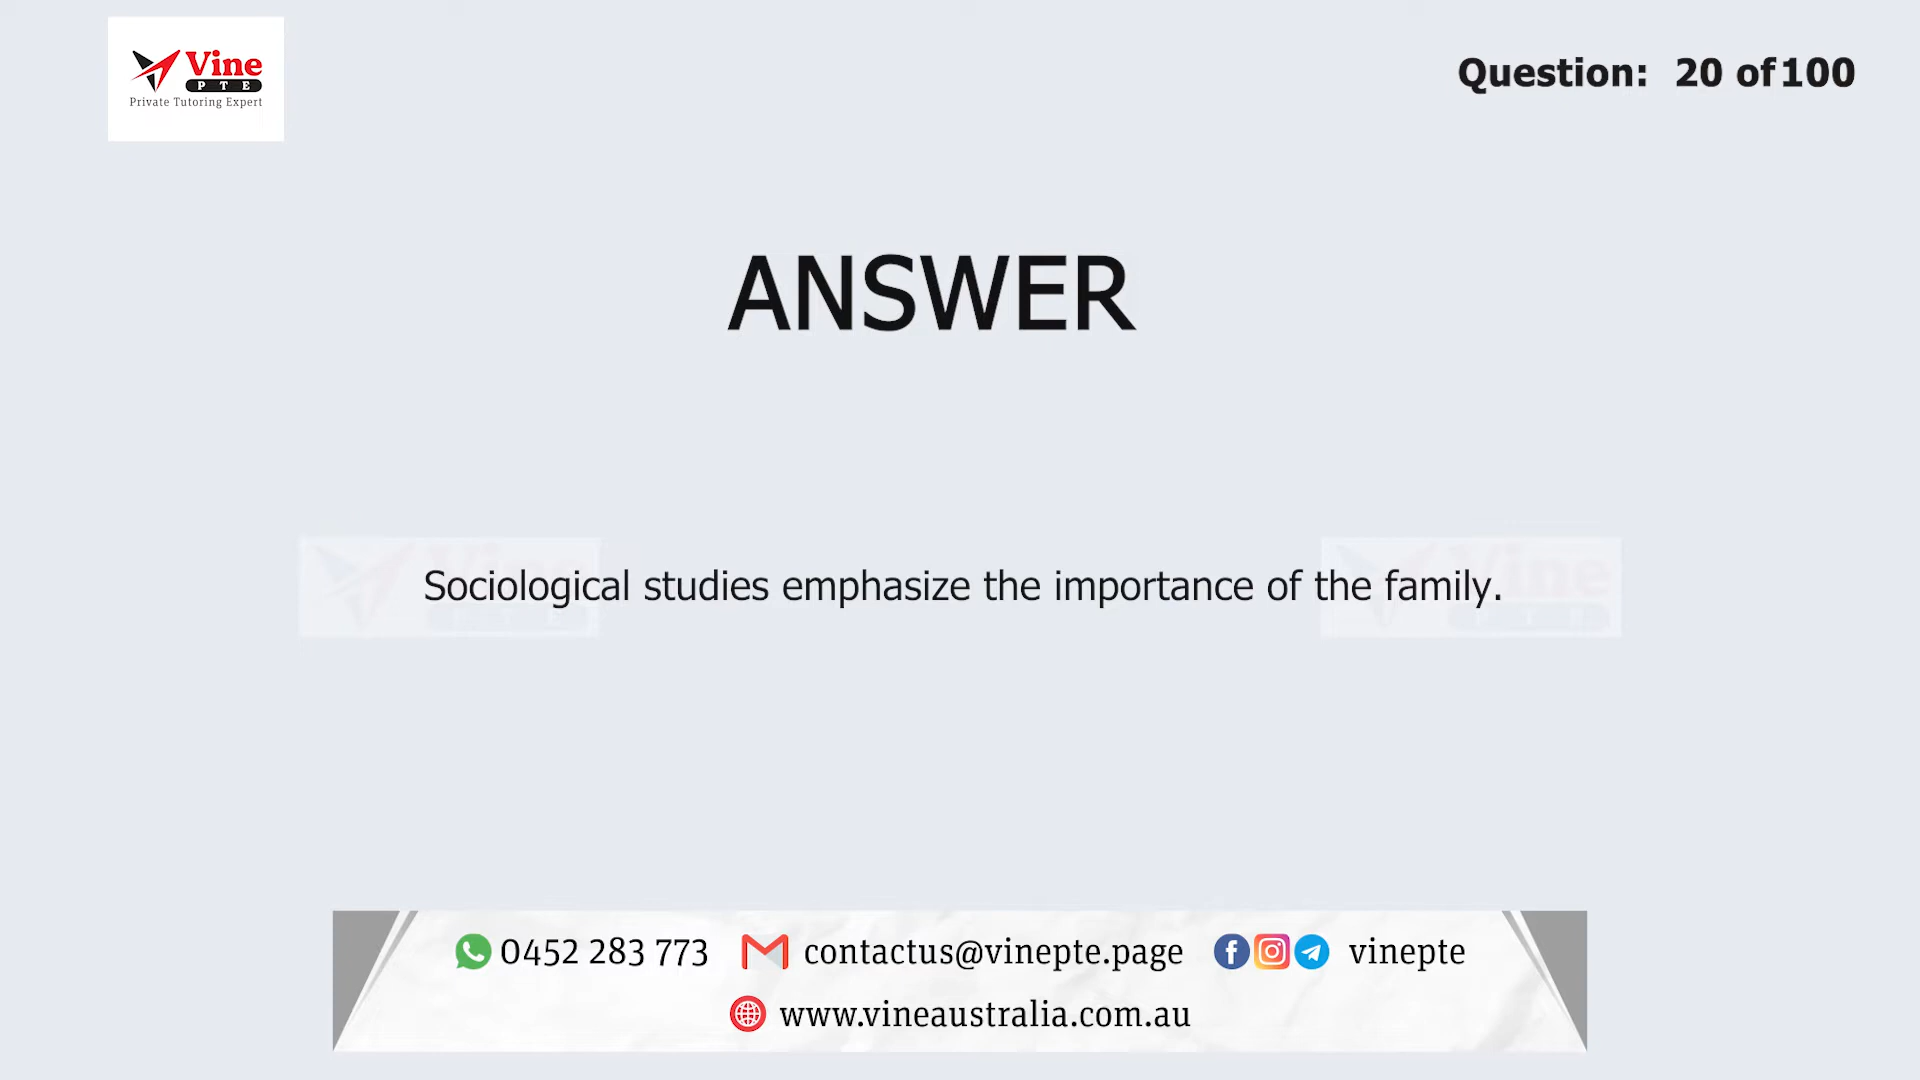 Vine
PTE
Private Tutoring Expert
Question: 20 of 100
ANSWER
Sociological studies emphasize the importance of the family.
0452 283 773 contactus@vinepte.page vinepte
www.vineaustralia.com.au